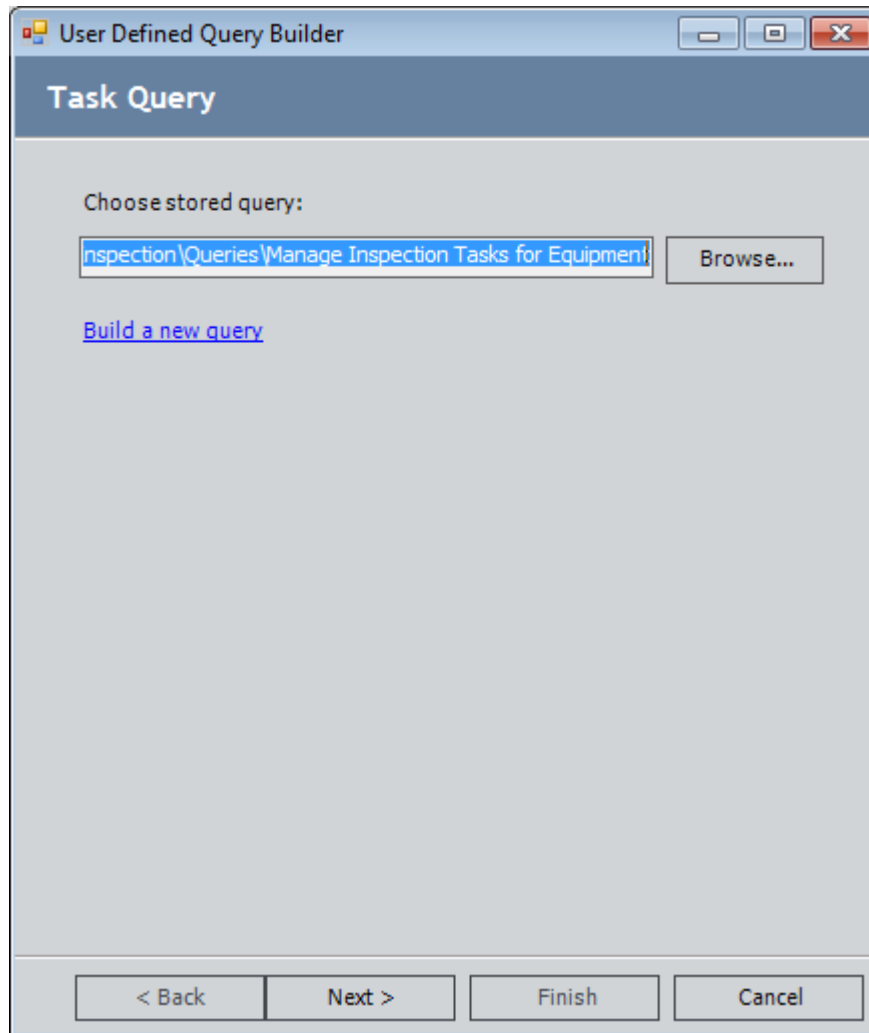 User Defined Query Builder
Task Query
Choose stored query:
nspection\Queries\Manage Inspection Tasks for Equipment
Browse...
Build a new query
< Back
Next >
Finish
Cancel